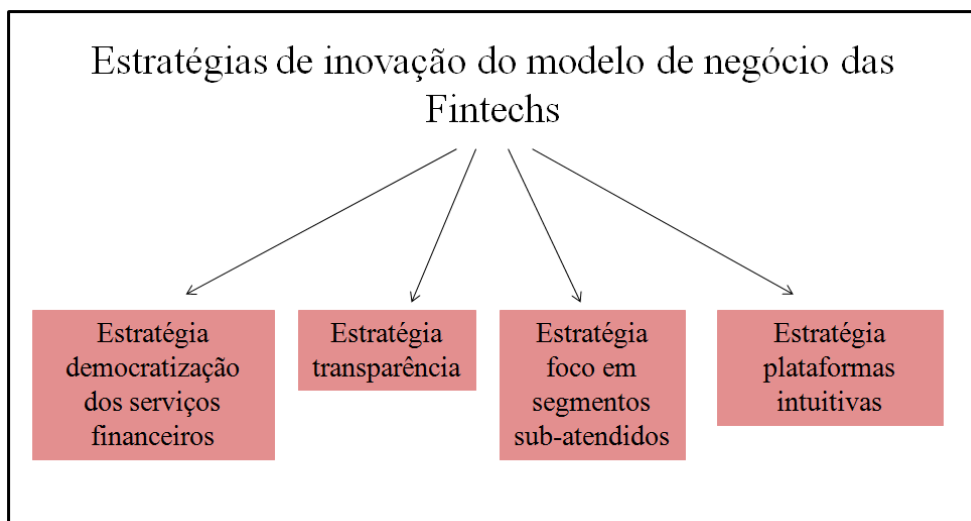 Estratégias de inovação do modelo de negócio das
Fintechs
Estratégia
democratização
dos serviços
financeiros
Estratégia
transparência
Estratégia
foco em
segmentos
sub-atendidos
Estratégia
plataformas
intuitivas